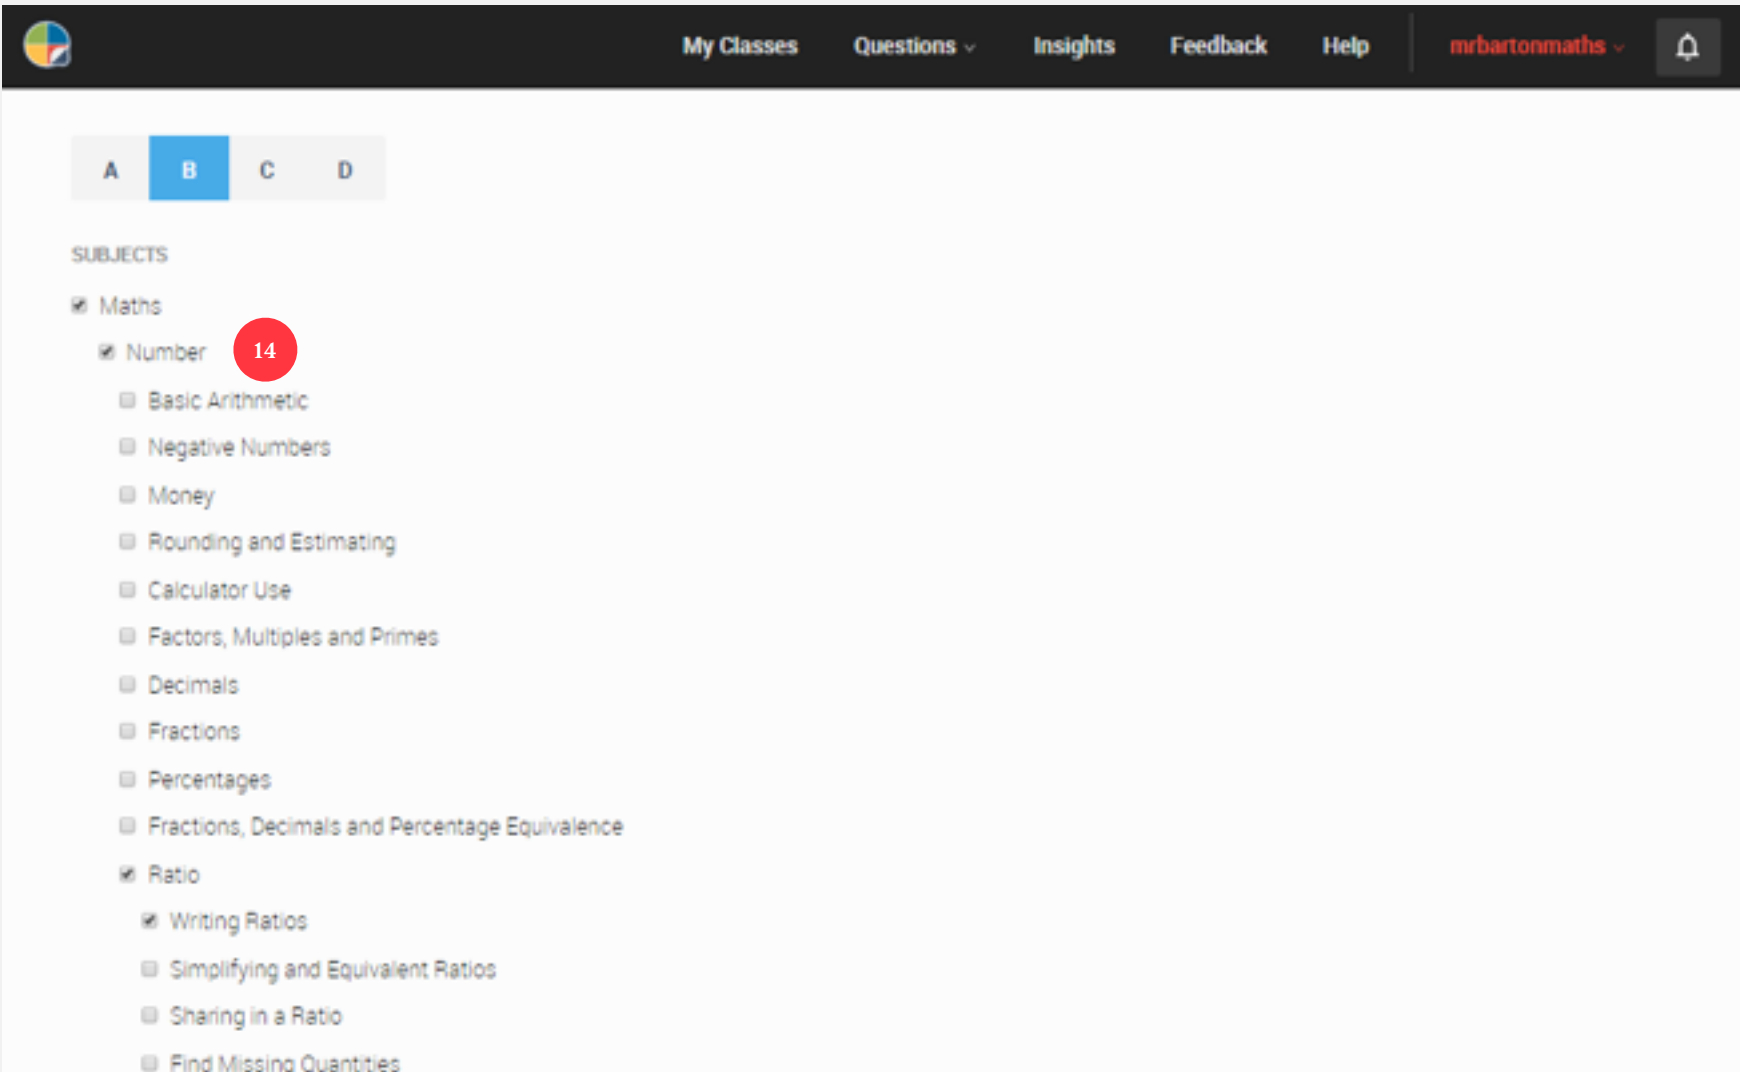 My Classes Questions Insights Feedback Help mrbartonmaths
A B C D
SUBJECTS
Maths
Number 14
Basic Arithmetic
Negative Numbers
Money
Rounding and Estimating
Calculator Use
Factors, Multiples and Primes
Decimals
Fractions
Percentages
Fractions, Decimals and Percentage Equivalence
Ratio
Writing Ratios
Simplifying and Equivalent Ratios
Sharing in a Ratio
Find Missing Quantities